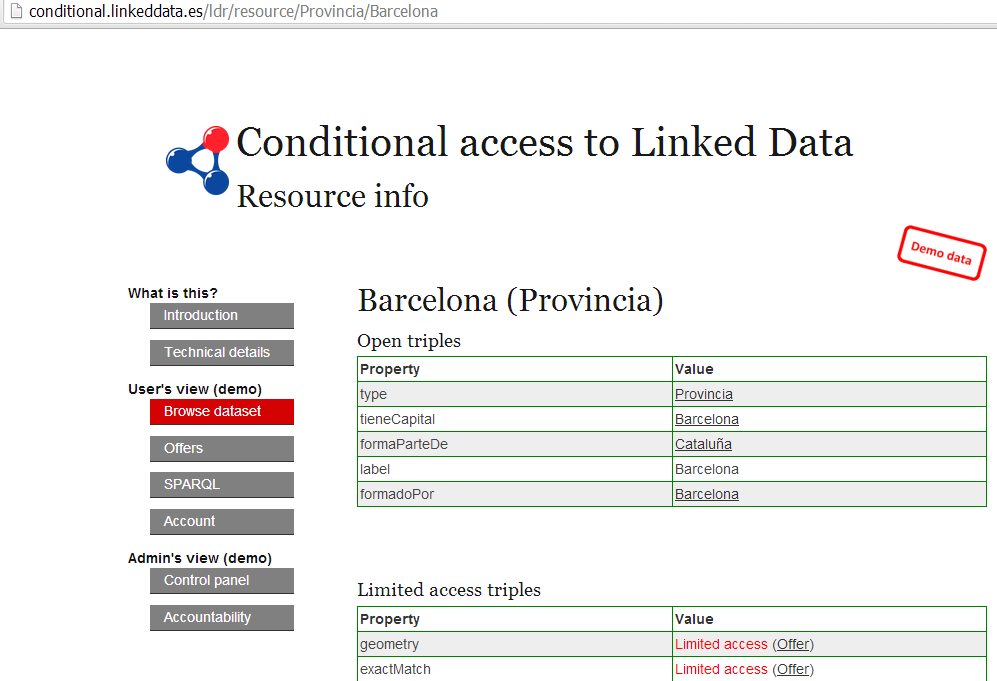 conditional.linkeddata.es/ldr/resource/Provincia/Barcelona
Conditional access to Linked Data
Resource info
Demo data
What is this?
Introduction
Technical details
User's view (demo)
Browse dataset
Offers
SPARQL
Account
Admin's view (demo)
Control panel
Accountability
Barcelona (Provincia)
Open triples
Property Value
type Provincia
tieneCapital Barcelona
formaParteDe Cataluña
label Barcelona
formadoPor Barcelona
Limited access triples
Property Value
geometry Limited access (Offer)
exactMatch Limited access (Offer)